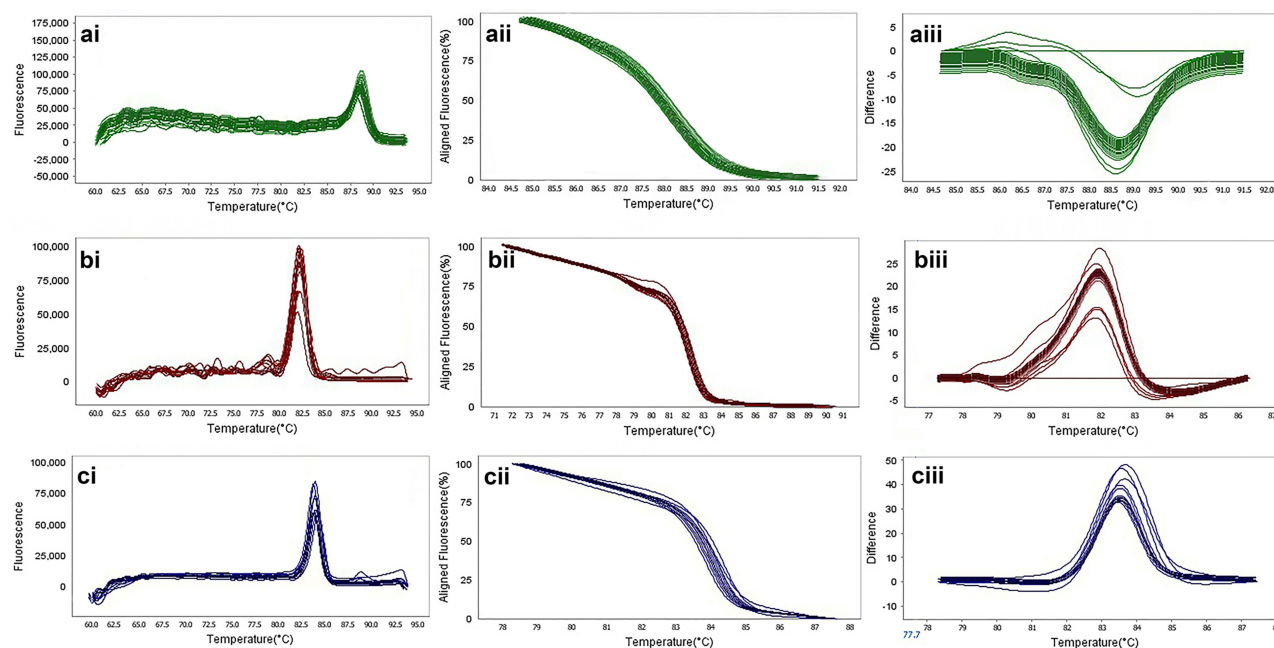 ai
Fluorescence
175,000
150,000
125,000
100,000
75,000
50,000
25,000
0
-25,000
-50,000
60.0 62.5 65.0 67.5 70.0 72.5 75.0 77.5 80.0 82.5 85.0 87.5 90.0 92.5 95.0
Temperature(°C)
aii
Aligned Fluorescence(%)
100
75
50
25
0
84.0 84.5 85.0 85.5 86.0 86.5 87.0 87.5 88.0 88.5 89.0 89.5 90.0 90.5 91.0 91.5 92.0
Temperature(°C)
aiii
Difference
5
0
-5
-10
-15
-20
-25
84.0 84.5 85.0 85.5 86.0 86.5 87.0 87.5 88.0 88.5 89.0 89.5 90.0 90.5 91.0 91.5 92.0
Temperature(°C)
bi
Fluorescence
100,000
75,000
50,000
25,000
0
60.0 62.5 65.0 67.5 70.0 72.5 75.0 77.5 80.0 82.5 85.0 87.5 90.0 92.5 95.0
Temperature(°C)
bii
Aligned Fluorescence(%)
100
75
50
25
0
71 72 73 74 75 76 77 78 79 80 81 82 83 84 85 86 87 88 89 90 91
Temperature(°C)
biii
Difference
25
20
15
10
5
0
-5
77 78 79 80 81 82 83 84 85 86 87
Temperature(°C)
ci
Fluorescence
100,000
75,000
50,000
25,000
0
60.0 62.5 65.0 67.5 70.0 72.5 75.0 77.5 80.0 82.5 85.0 87.5 90.0 92.5 95.0
Temperature(°C)
cii
Aligned Fluorescence(%)
100
75
50
25
0
78 79 80 81 82 83 84 85 86 87 88
Temperature(°C)
ciii
Difference
50
40
30
20
10
0
-10
78 79 80 81 82 83 84 85 86 87
77.7
Temperature(°C)